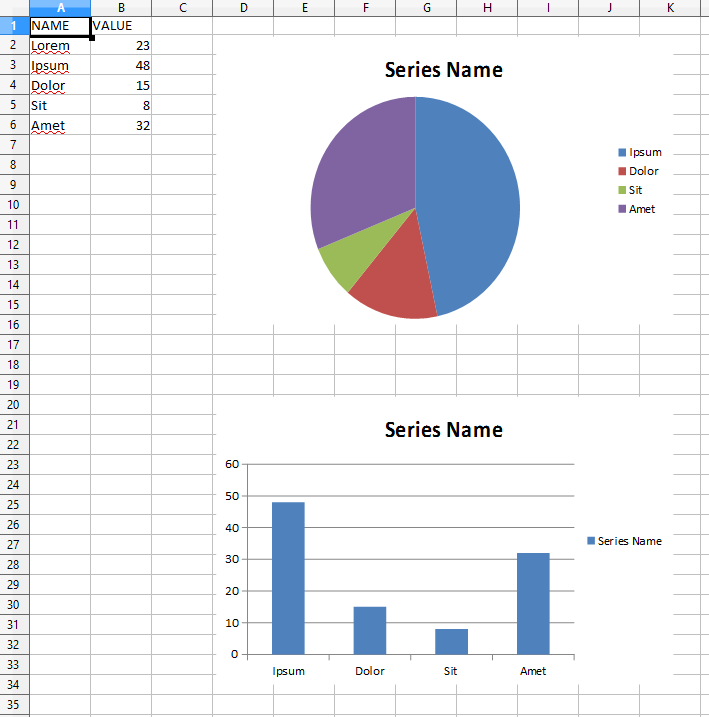 A B C D E F G H I J K
1 NAME VALUE
2 Lorem 23
3 Ipsum 48
4 Dolor 15
5 Sit 8
6 Amet 32
7
8
9
10
11
12
13
14
15
16
17
18
19
20
21
22
23
24
25
26
27
28
29
30
31
32
33
34
35
Series Name
Ipsum
Dolor
Sit
Amet
Series Name
60
50
40
30
20
10
0
Ipsum Dolor Sit Amet
Series Name